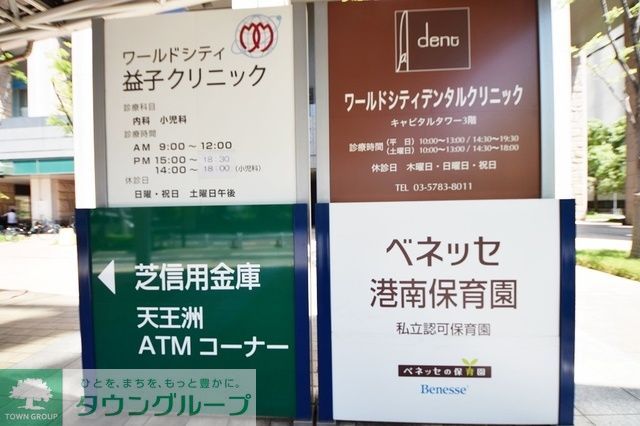 ワールドシティ
益子クリニック
診療科目
内科 小児科
診療時間
AM 9:00～12:00
PM 15:00～18:30
14:00～18:00（小児科）
休診日
日曜・祝日 土曜日午後
dent
ワールドシティデンタルクリニック
キャピタルタワー3階
診療時間（平 日）10:00～13:00 / 14:30～19:30
（土曜日）10:00～13:00 / 14:30～18:00
休診日 木曜日・日曜日・祝日
TEL 03-5783-8011
芝信用金庫
天王洲
ATM コーナー
ベネッセ
港南保育園
私立認可保育園
ベネッセの保育園
Benesse
TOWN GROUP
ひとを、まちを、もっと豊かに。
タウングループ